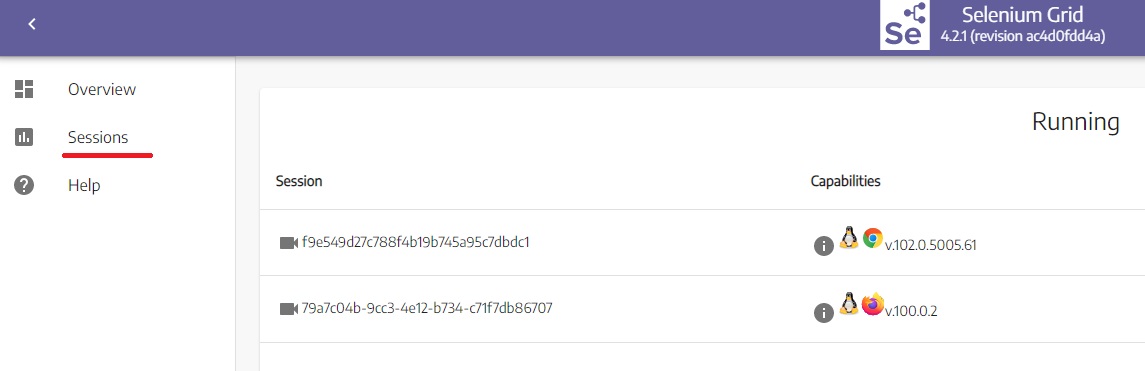 Se
Selenium Grid
4.2.1 (revision ac4d0fdd4a)
Overview
Sessions
Help
Running
Session
Capabilities
f9e549d27c788f4b19b745a95c7dbdc1
v.102.0.5005.61
79a7c04b-9cc3-4e12-b734-c71f7db86707
v.100.0.2